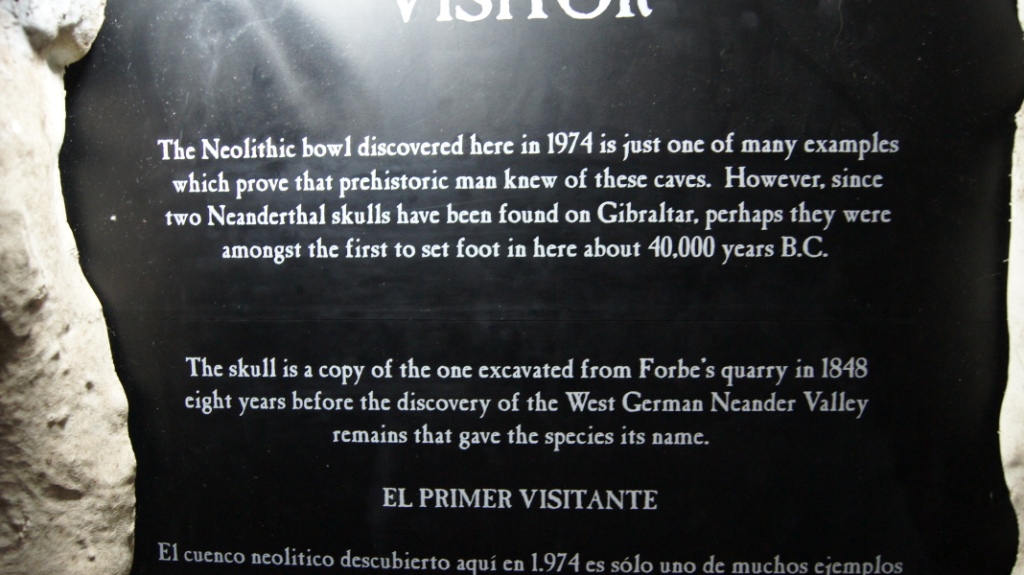 VISITOR
The Neolithic bowl discovered here in 1974 is just one of many examples
which prove that prehistoric man knew of these caves. However, since
two Neanderthal skulls have been found on Gibraltar, perhaps they were
amongst the first to set foot in here about 40,000 years B.C.
The skull is a copy of the one excavated from Forbe's quarry in 1848
eight years before the discovery of the West German Neander Valley
remains that gave the species its name.
EL PRIMER VISITANTE
El cuenco neolitico descubierto aquí en 1.974 es sólo uno de muchos ejemplos